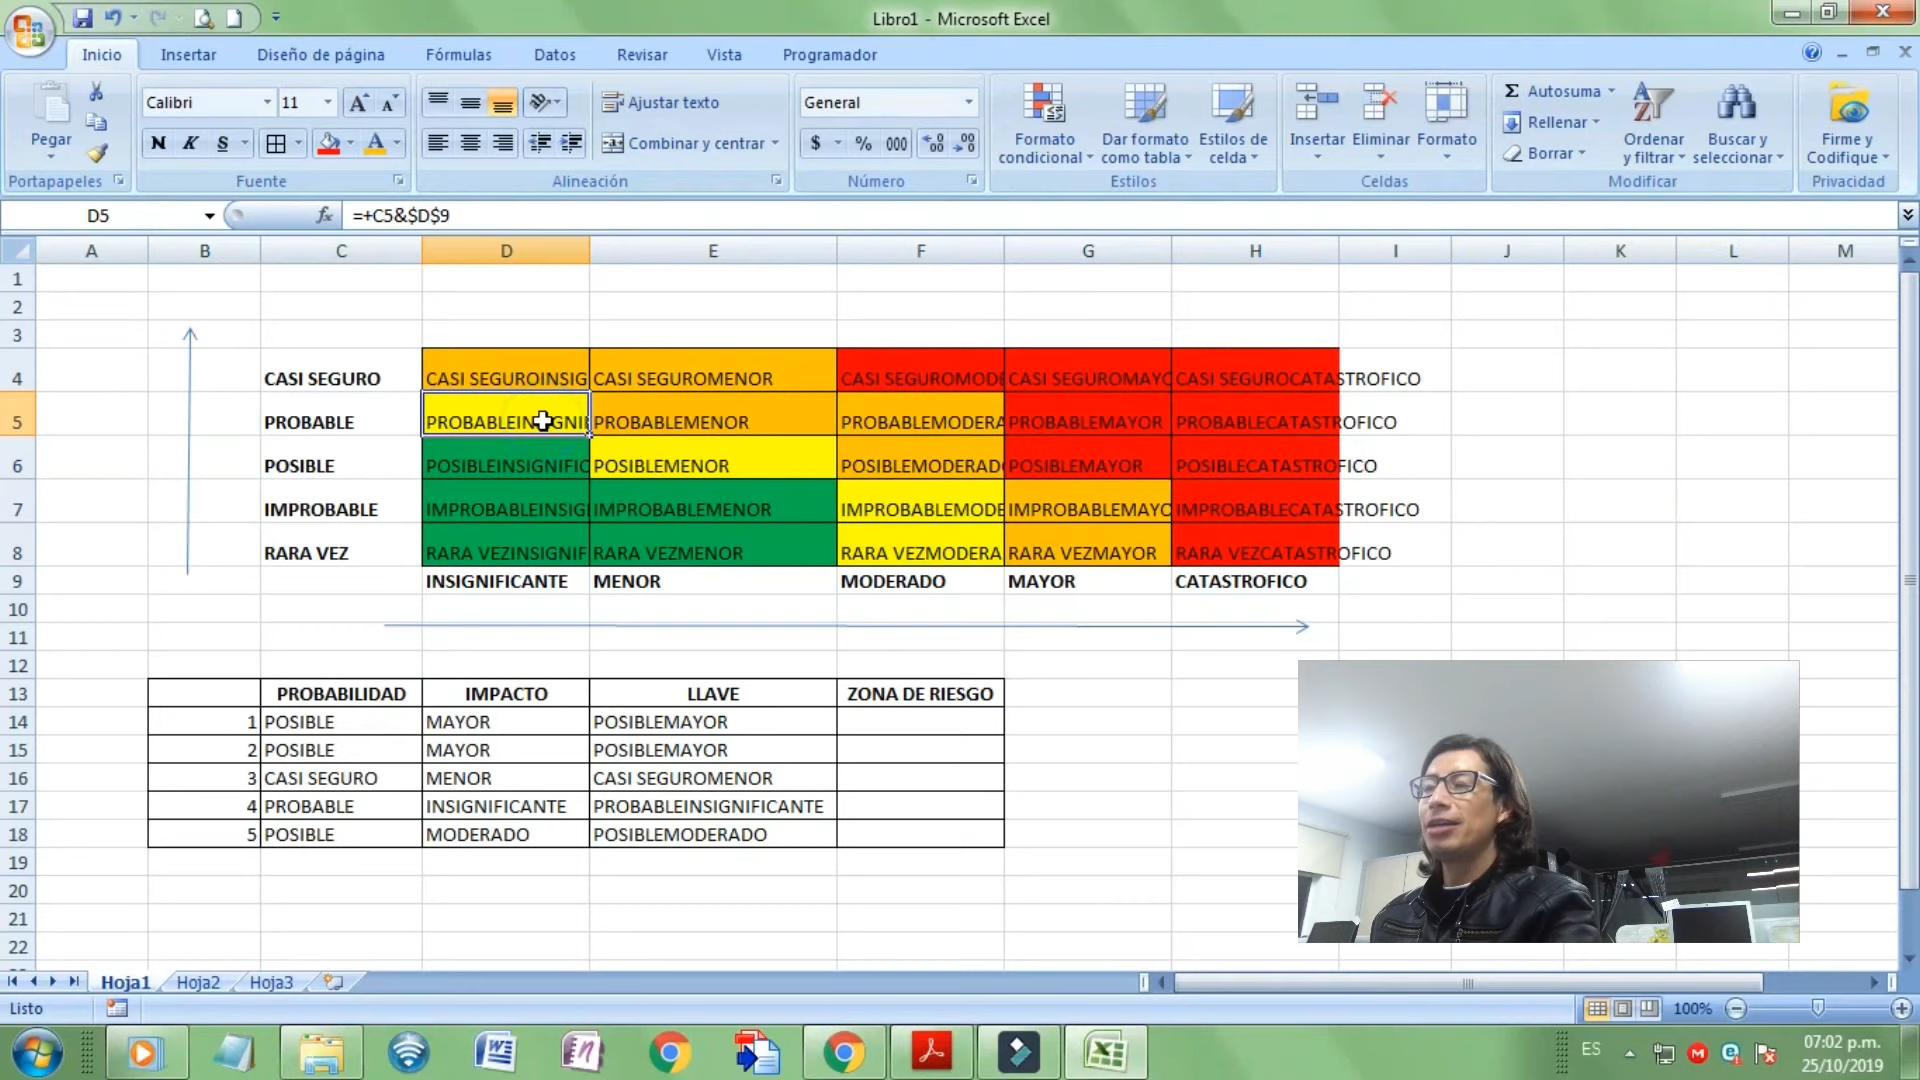 Libro1 - Microsoft Excel
Inicio Insertar Diseño de página Fórmulas Datos Revisar Vista Programador
Pegar
Portapapeles
Calibri 11
N K S
Fuente
Ajustar texto
Combinar y centrar
Alineación
General
$ % 000
Número
Formato condicional
Dar formato como tabla
Estilos de celda
Estilos
Insertar Eliminar Formato
Celdas
Σ Autosuma
Rellenar
Borrar
Ordenar y filtrar
Buscar y seleccionar
Modificar
Firme y Codifique
Privacidad
D5 fx =+C5&$D$9
A B C D E F G H I J K L M
1
2
3
4 CASI SEGURO CASI SEGUROINSIG CASI SEGUROMENOR CASI SEGUROMODE CASI SEGUROMAYO CASI SEGUROCATASTROFICO
5 PROBABLE PROBABLEINSIGNI PROBABLEMENOR PROBABLEMODERA PROBABLEMAYOR PROBABLECATASTROFICO
6 POSIBLE POSIBLEINSIGNIFIC POSIBLEMENOR POSIBLEMODERADO POSIBLEMAYOR POSIBLECATASTROFICO
7 IMPROBABLE IMPROBABLEINSIG IMPROBABLEMENOR IMPROBABLEMODE IMPROBABLEMAYO IMPROBABLECATASTROFICO
8 RARA VEZ RARA VEZINSIGNIF RARA VEZMENOR RARA VEZMODERA RARA VEZMAYOR RARA VEZCATASTROFICO
9 INSIGNIFICANTE MENOR MODERADO MAYOR CATASTROFICO
10
11
12
13 PROBABILIDAD IMPACTO LLAVE ZONA DE RIESGO
14 1 POSIBLE MAYOR POSIBLEMAYOR
15 2 POSIBLE MAYOR POSIBLEMAYOR
16 3 CASI SEGURO MENOR CASI SEGUROMENOR
17 4 PROBABLE INSIGNIFICANTE PROBABLEINSIGNIFICANTE
18 5 POSIBLE MODERADO POSIBLEMODERADO
19
20
21
22
Hoja1 Hoja2 Hoja3
Listo 100%
ES 07:02 p.m.
25/10/2019